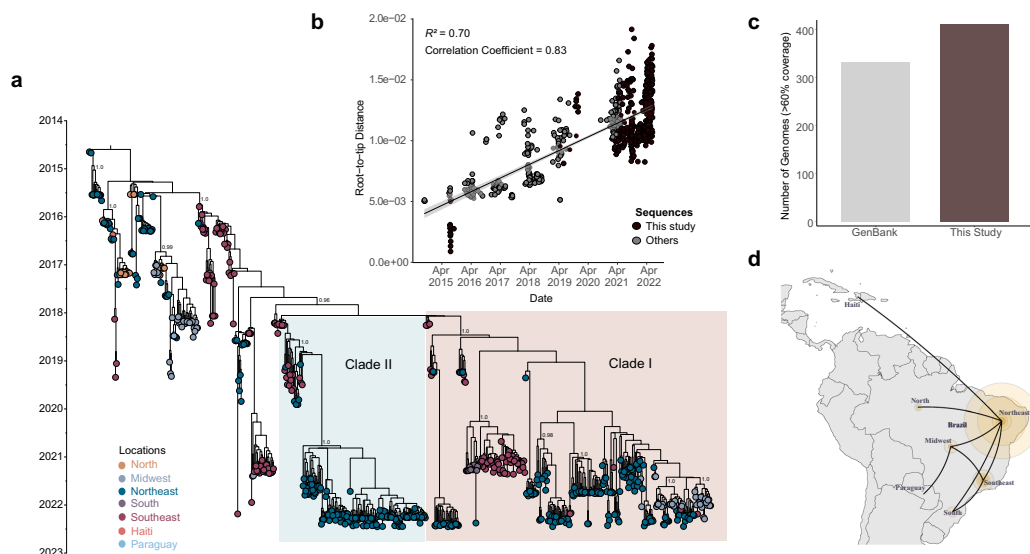 a
2014
2015
2016
2017
2018
2019
2020
2021
2022
2023
1.0
1.0
0.99
1.0
0.96
1.0
1.0
1.0
1.0
1.0
0.98
1.0
1.0
Clade II
Clade I
Locations
North
Midwest
Northeast
South
Southeast
Haiti
Paraguay
b
R² = 0.70
Correlation Coefficient = 0.83
Root-to-tip Distance
2.0e−02
1.5e−02
1.0e−02
5.0e−03
0.0e+00
Sequences
This study
Others
Apr Apr Apr Apr Apr Apr Apr Apr
2015 2016 2017 2018 2019 2020 2021 2022
Date
c
Number of Genomes (>60% coverage)
400
300
200
100
0
GenBank This Study
d
Haiti
North
Northeast
Brazil
Midwest
Paraguay
Southeast
South